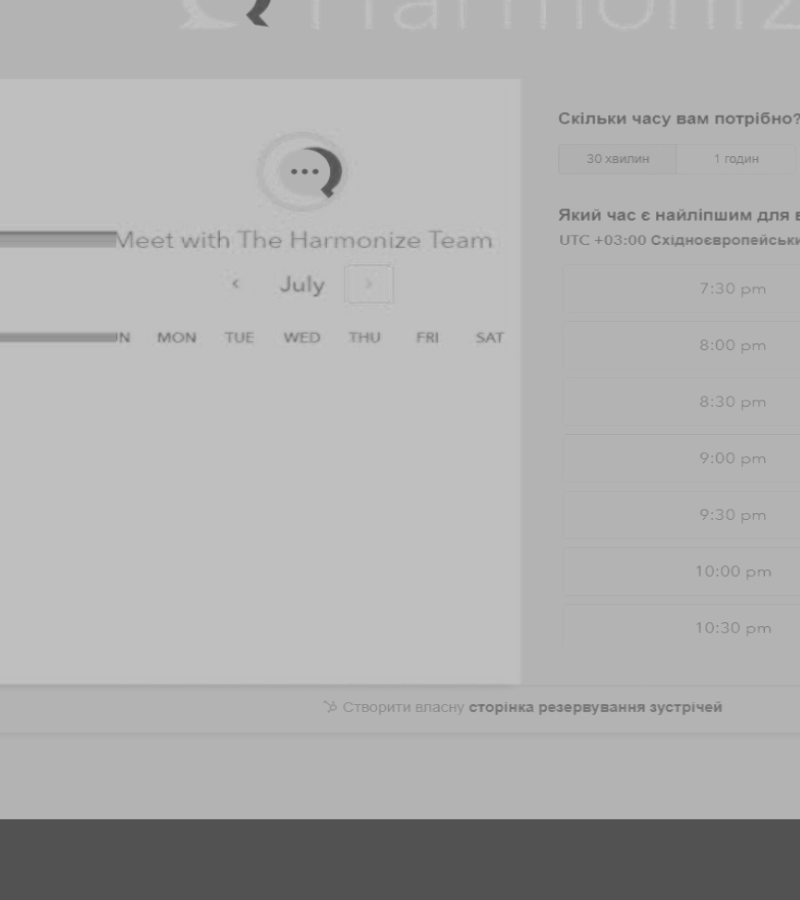 Harmoniz
Meet with The Harmonize Team
‹ July ›
N MON TUE WED THU FRI SAT
Скільки часу вам потрібно?
30 хвилин 1 годин
Який час є найліпшим для в
UTC +03:00 Східноєвропейськи
7:30 pm
8:00 pm
8:30 pm
9:00 pm
9:30 pm
10:00 pm
10:30 pm
Створити власну сторінка резервування зустрічей